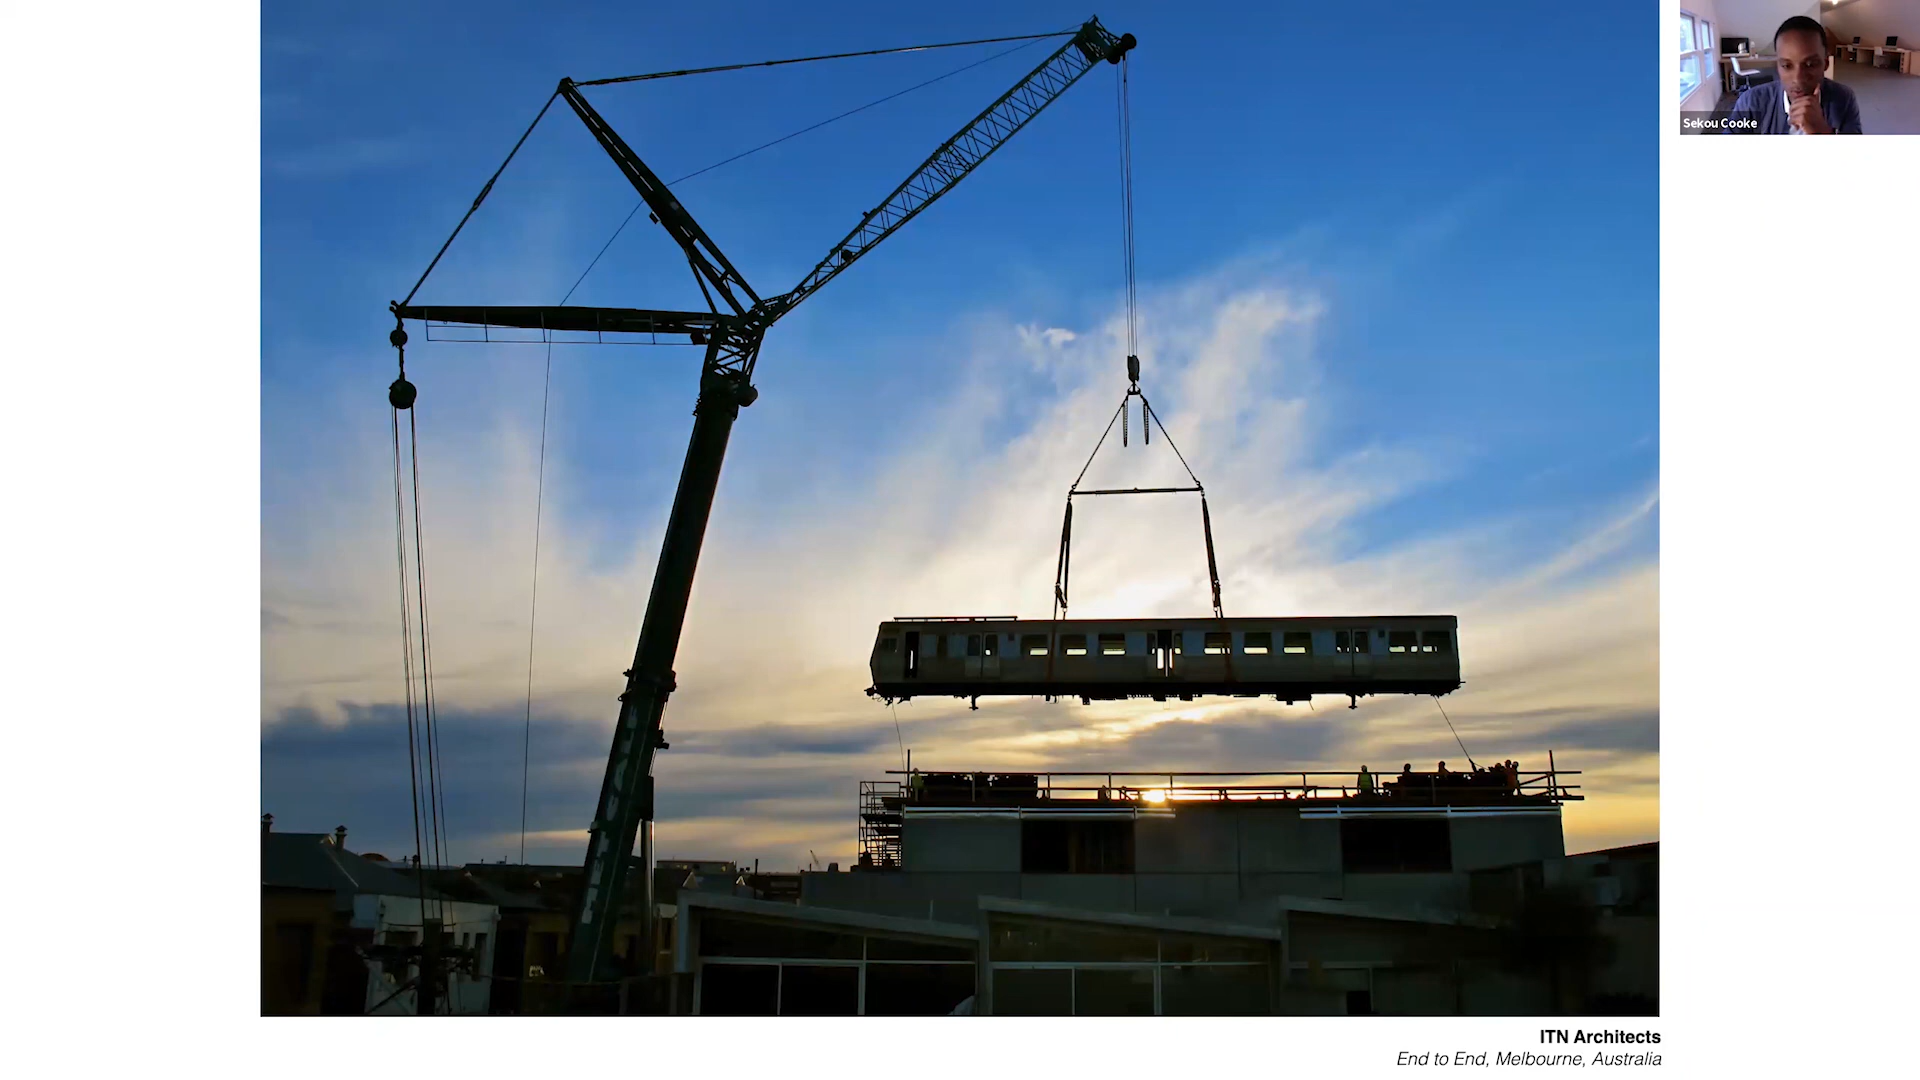 Sekou Cooke
ITN Architects
End to End, Melbourne, Australia